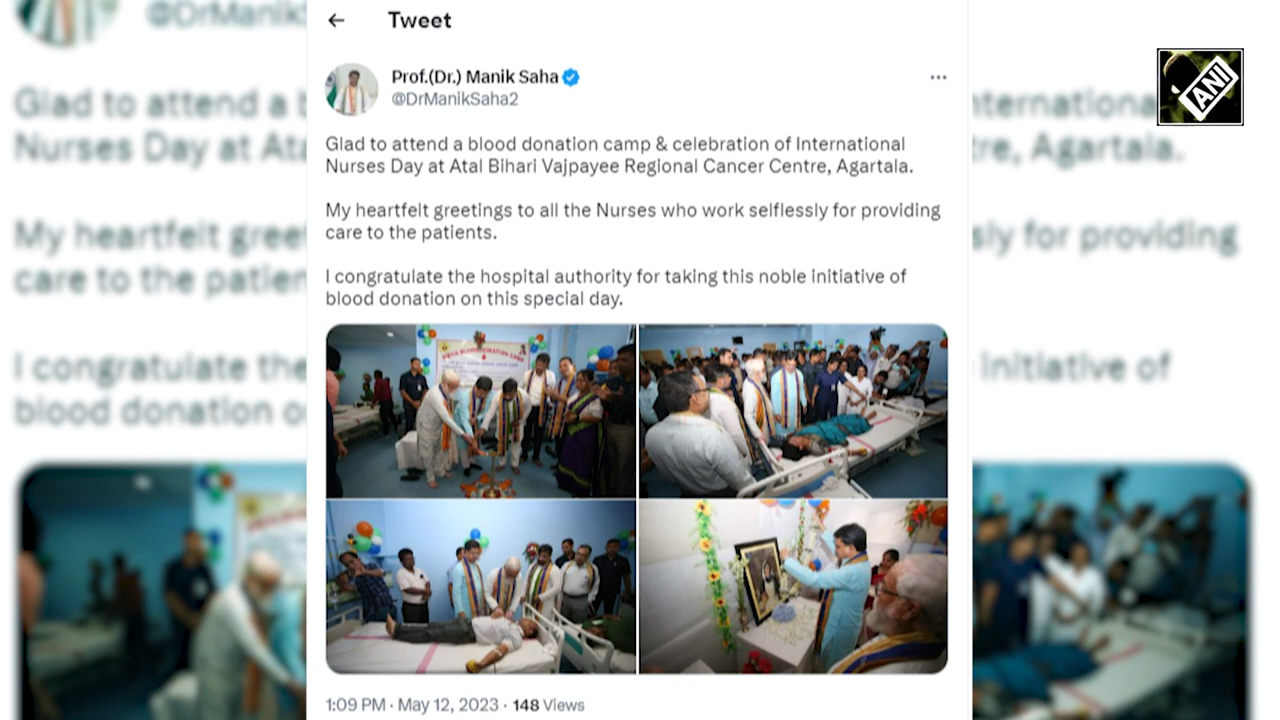 Tweet
Prof.(Dr.) Manik Saha
@DrManikSaha2
Glad to attend a blood donation camp & celebration of International
Nurses Day at Atal Bihari Vajpayee Regional Cancer Centre, Agartala.
My heartfelt greetings to all the Nurses who work selflessly for providing
care to the patients.
I congratulate the hospital authority for taking this noble initiative of
blood donation on this special day.
1:09 PM · May 12, 2023 · 148 Views
ANI